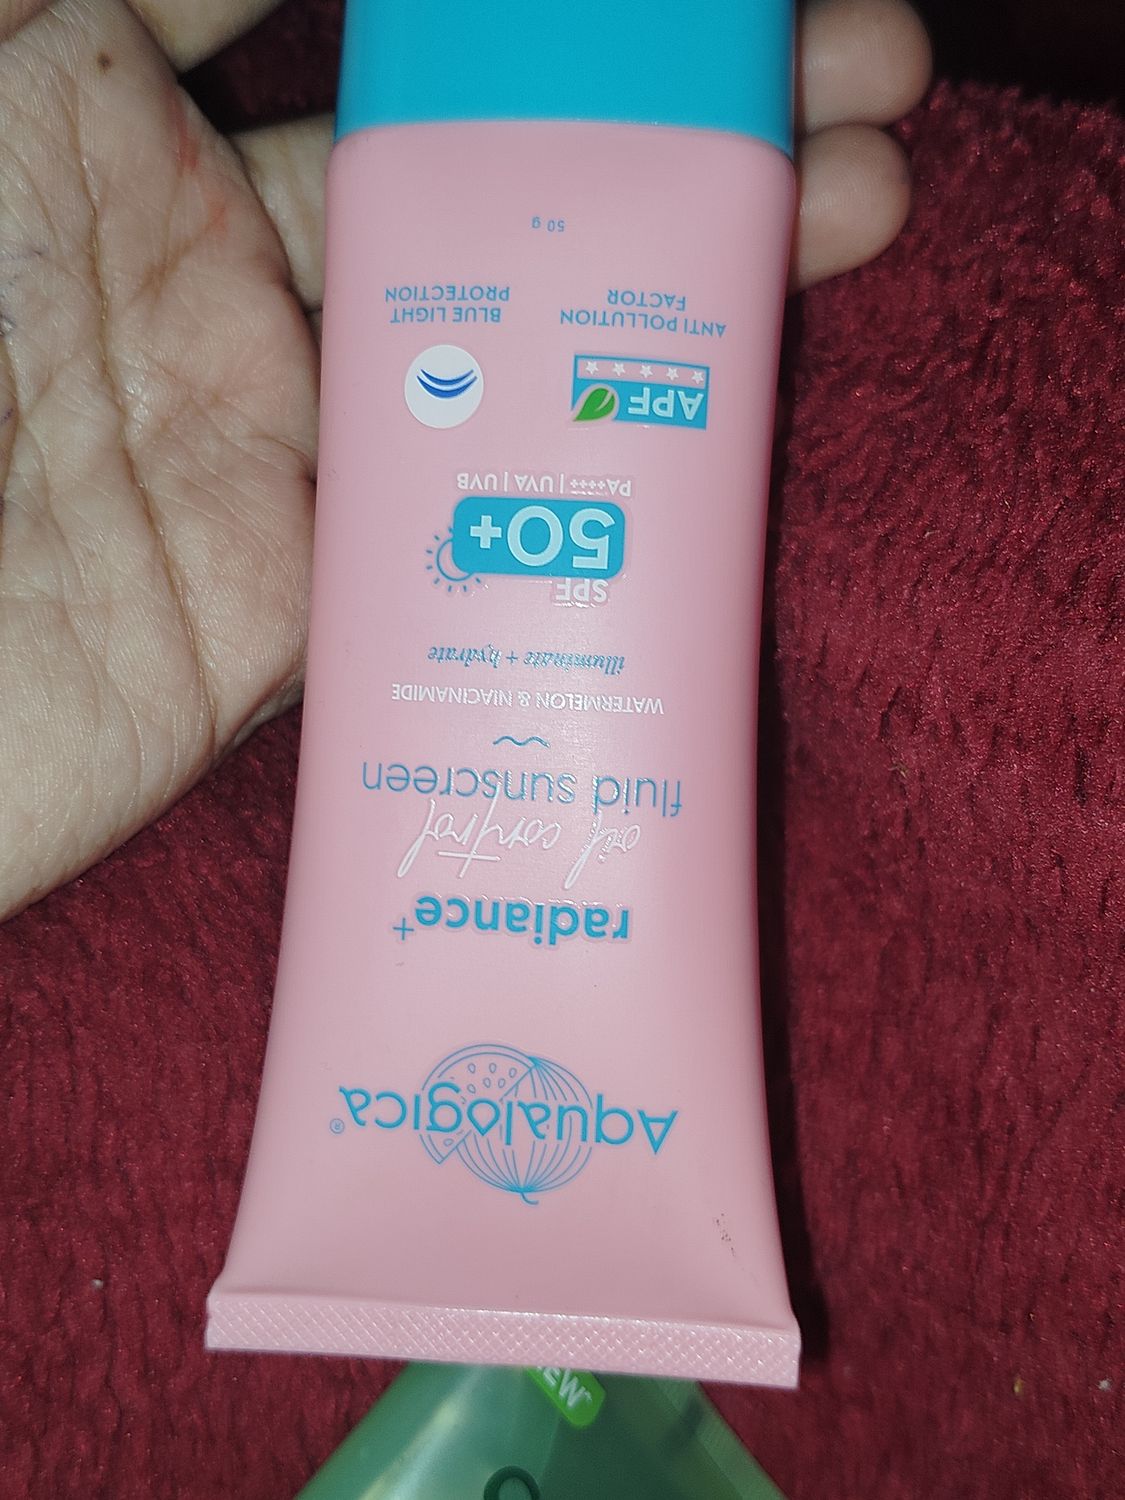 Aqualogica®
radiance+
oil control
fluid sunscreen
WATERMELON & NIACINAMIDE
illuminate + hydrate
SPF
50+
PA++++ | UVA | UVB
APF
ANTI POLLUTION
FACTOR
BLUE LIGHT
PROTECTION
50 g